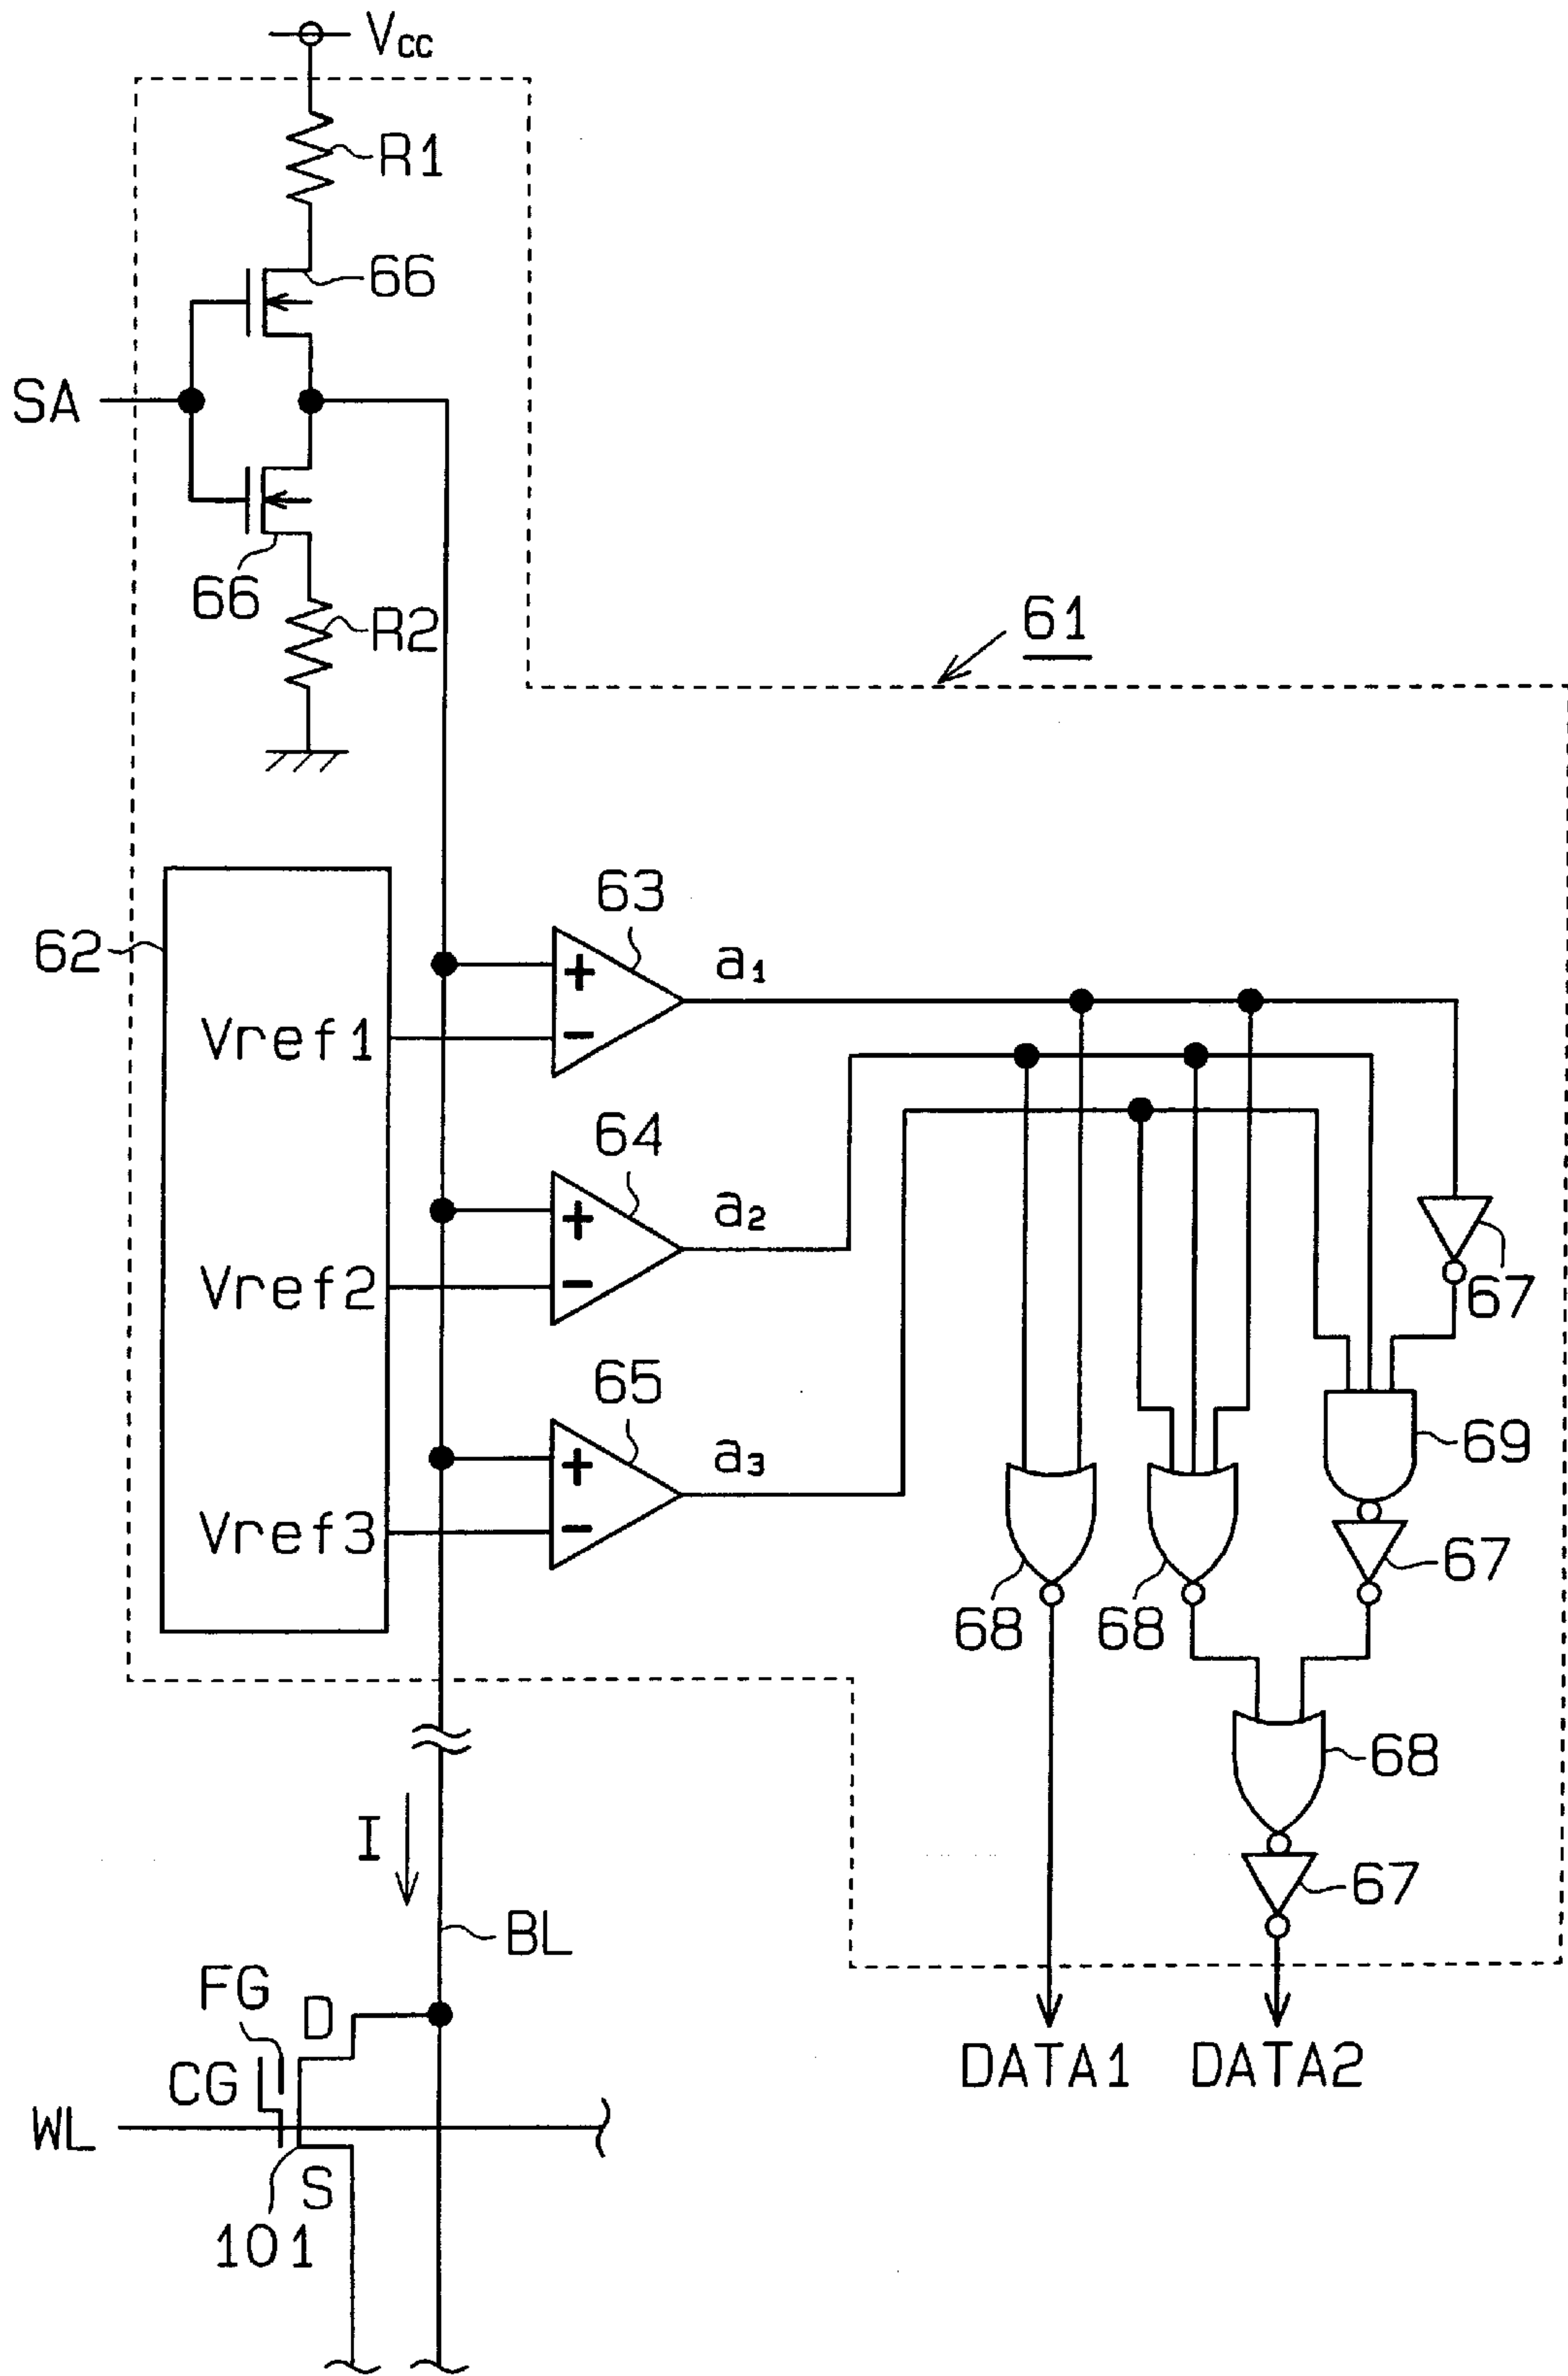 Vcc
R1
66
SA
66
R2
61
62
63
a1
Vref1
64
a2
Vref2
67
65
a3
69
Vref3
67
68
68
68
I
67
BL
FG
D
CG
DATA1
DATA2
WL
S
101
+
-
+
-
+
-